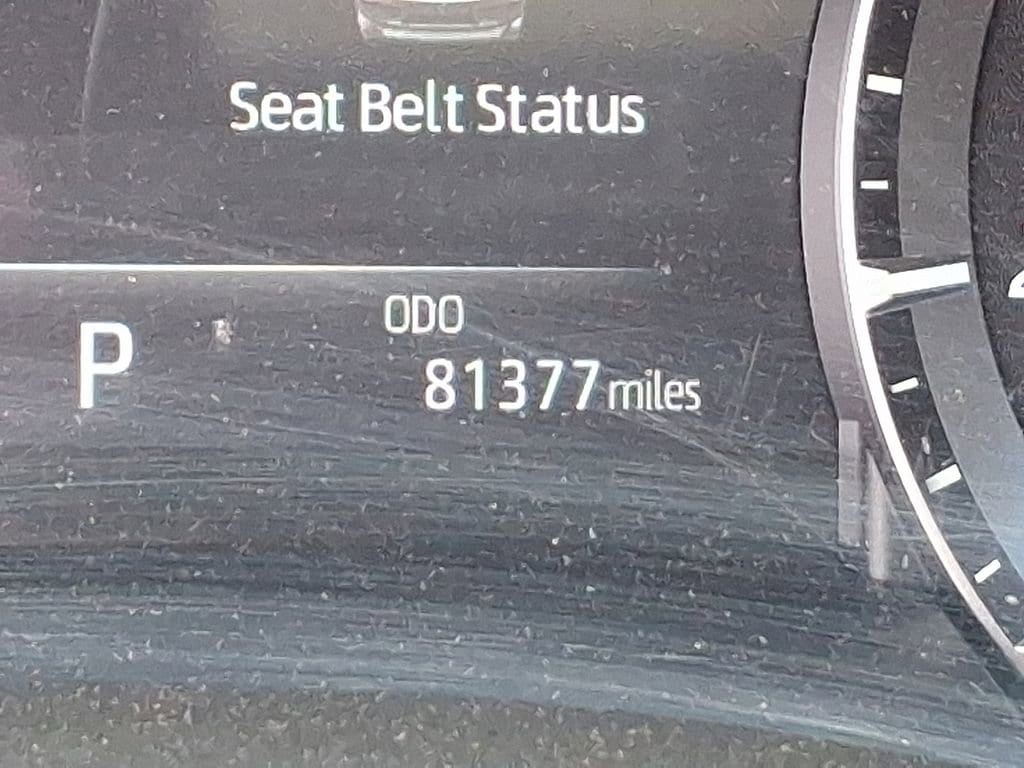 Seat Belt Status
ODO
P
81377 miles